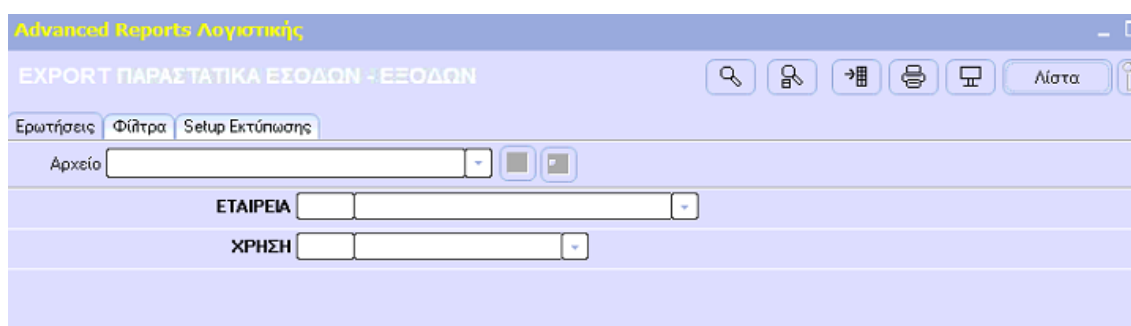 Advanced Reports Λογιστικής
EXPORT ΠΑΡΑΣΤΑΤΙΚΑ ΕΣΟΔΩΝ - ΕΞΟΔΩΝ
Λίστα
Ερωτήσεις Φίλτρα Setup Εκτύπωσης
Αρχείο
ΕΤΑΙΡΕΙΑ
ΧΡΗΣΗ